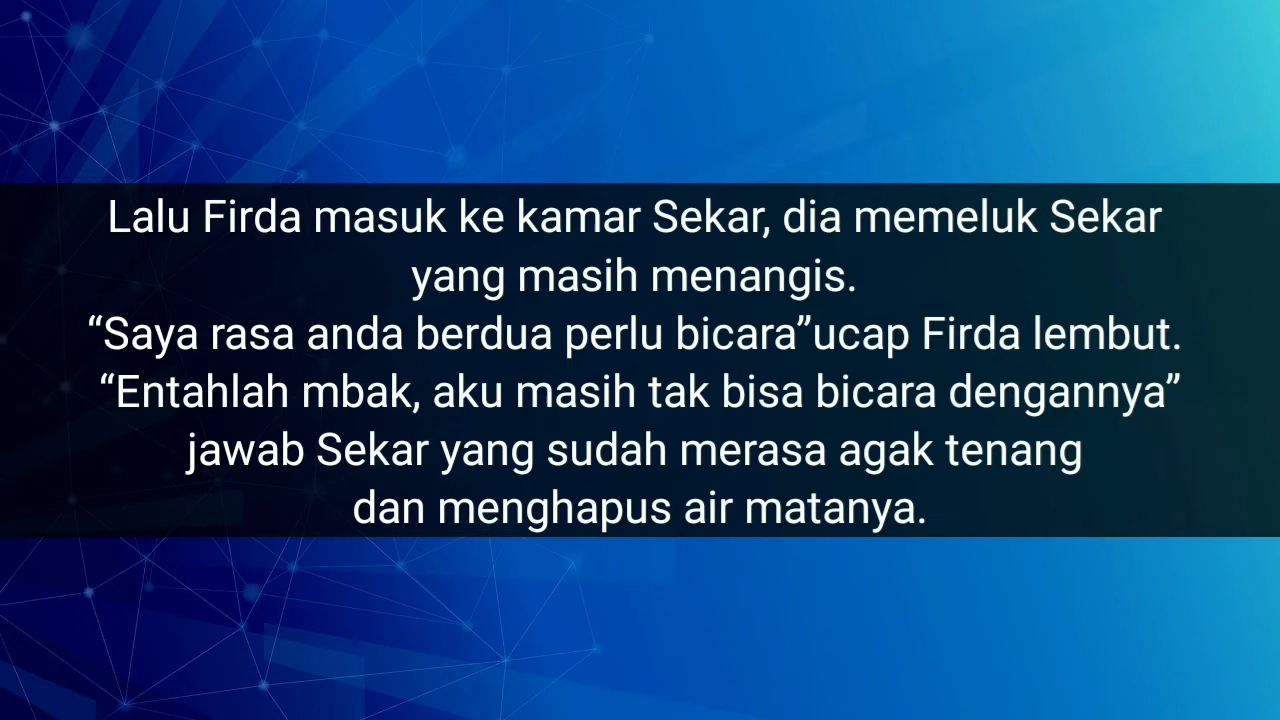 Lalu Firda masuk ke kamar Sekar, dia memeluk Sekar
yang masih menangis.
“Saya rasa anda berdua perlu bicara”ucap Firda lembut.
“Entahlah mbak, aku masih tak bisa bicara dengannya”
jawab Sekar yang sudah merasa agak tenang
dan menghapus air matanya.